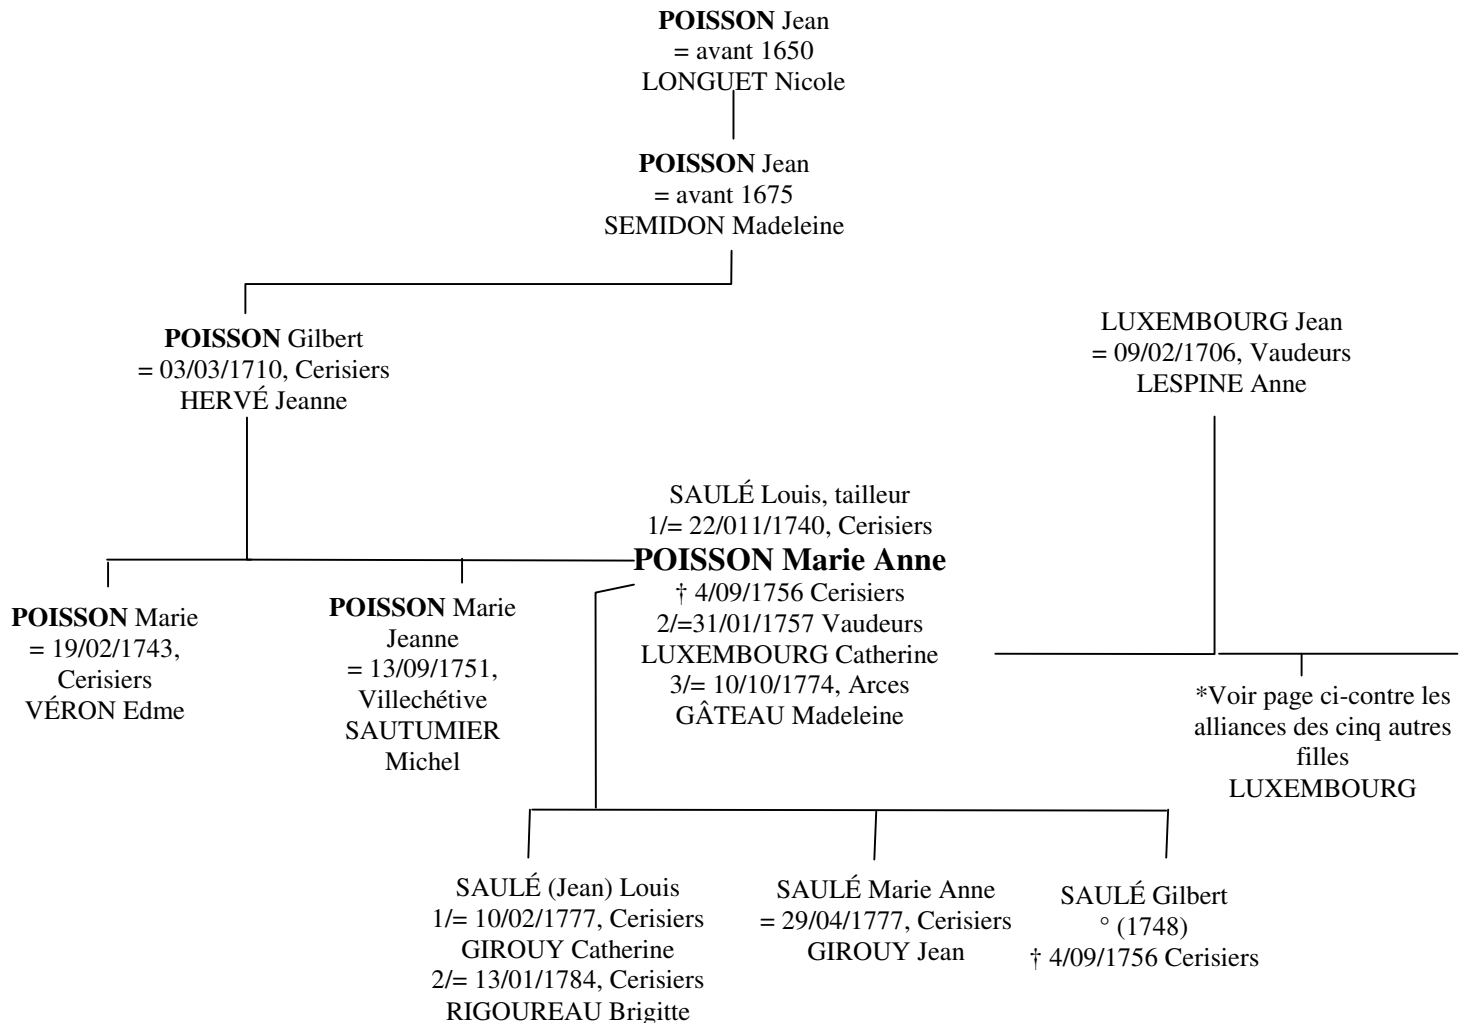 POISSON Jean
= avant 1650
LONGUET Nicole
POISSON Jean
= avant 1675
SEMIDON Madeleine
POISSON Gilbert
= 03/03/1710, Cerisiers
HERVÉ Jeanne
LUXEMBOURG Jean
= 09/02/1706, Vaudeurs
LESPINE Anne
SAULÉ Louis, tailleur
1/= 22/011/1740, Cerisiers
POISSON Marie Anne
† 4/09/1756 Cerisiers
2/=31/01/1757 Vaudeurs
LUXEMBOURG Catherine
3/= 10/10/1774, Arces
GÂTEAU Madeleine
POISSON Marie
= 19/02/1743,
Cerisiers
VÉRON Edme
POISSON Marie
Jeanne
= 13/09/1751,
Villechétive
SAUTUMIER
Michel
*Voir page ci-contre les
alliances des cinq autres
filles
LUXEMBOURG
SAULÉ (Jean) Louis
1/= 10/02/1777, Cerisiers
GIROUY Catherine
2/= 13/01/1784, Cerisiers
RIGOUREAU Brigitte
SAULÉ Marie Anne
= 29/04/1777, Cerisiers
GIROUY Jean
SAULÉ Gilbert
° (1748)
† 4/09/1756 Cerisiers